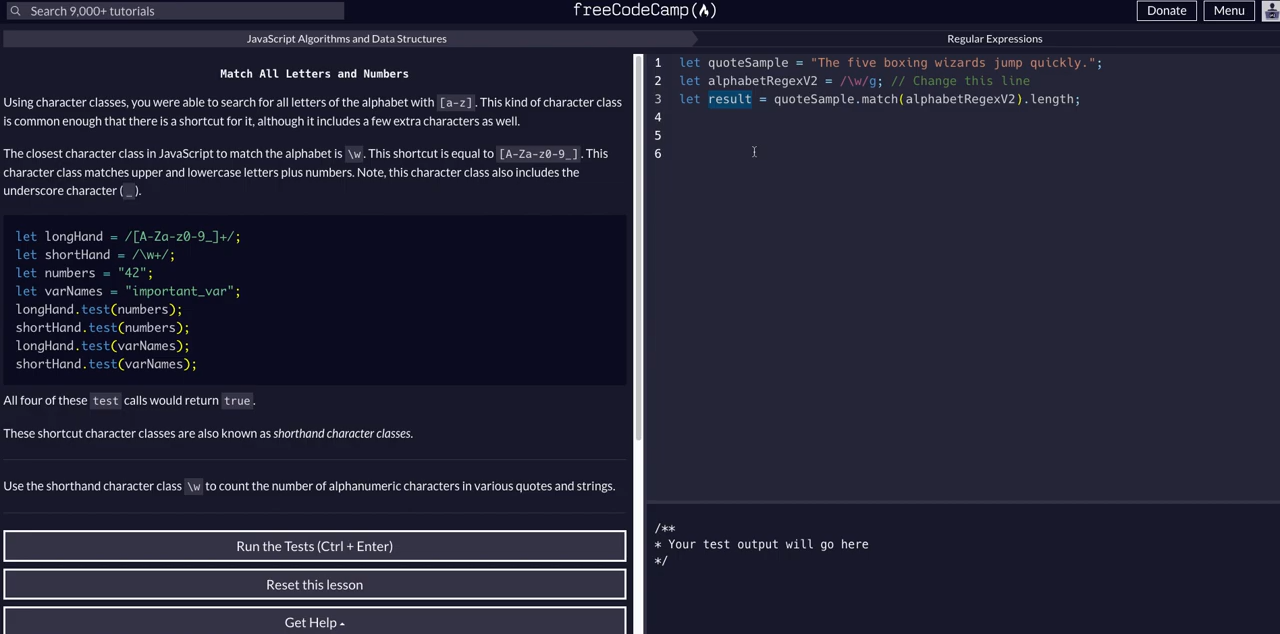 Search 9,000+ tutorials
freeCodeCamp
Donate
Menu
JavaScript Algorithms and Data Structures
Regular Expressions
Match All Letters and Numbers
Using character classes, you were able to search for all letters of the alphabet with [a-z]. This kind of character class
is common enough that there is a shortcut for it, although it includes a few extra characters as well.
The closest character class in JavaScript to match the alphabet is \w. This shortcut is equal to [A-Za-z0-9_]. This
character class matches upper and lowercase letters plus numbers. Note, this character class also includes the
underscore character (_).
let longHand = /[A-Za-z0-9_]+/;
let shortHand = /\w+/;
let numbers = "42";
let varNames = "important_var";
longHand.test(numbers);
shortHand.test(numbers);
longHand.test(varNames);
shortHand.test(varNames);
All four of these test calls would return true.
These shortcut character classes are also known as shorthand character classes.
Use the shorthand character class \w to count the number of alphanumeric characters in various quotes and strings.
Run the Tests (Ctrl + Enter)
Reset this lesson
Get Help
1 let quoteSample = "The five boxing wizards jump quickly.";
2 let alphabetRegexV2 = /\w/g; // Change this line
3 let result = quoteSample.match(alphabetRegexV2).length;
4
5
6
/**
* Your test output will go here
*/